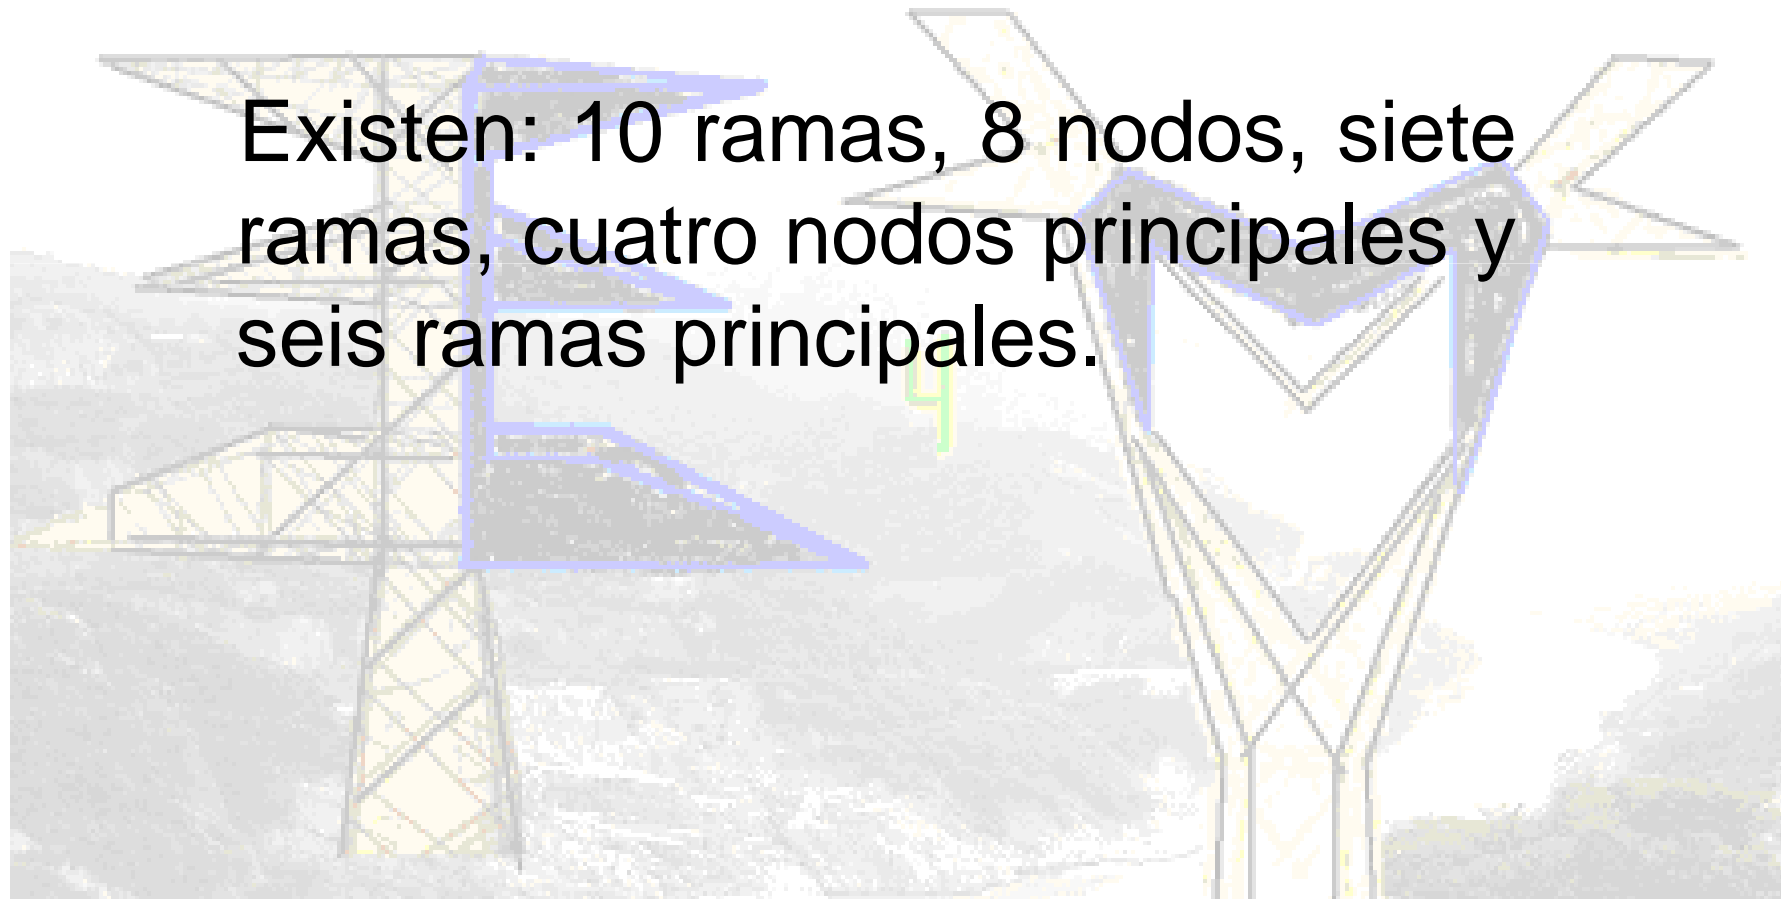 Existen: 10 ramas, 8 nodos, siete
ramas, cuatro nodos principales y
seis ramas principales.